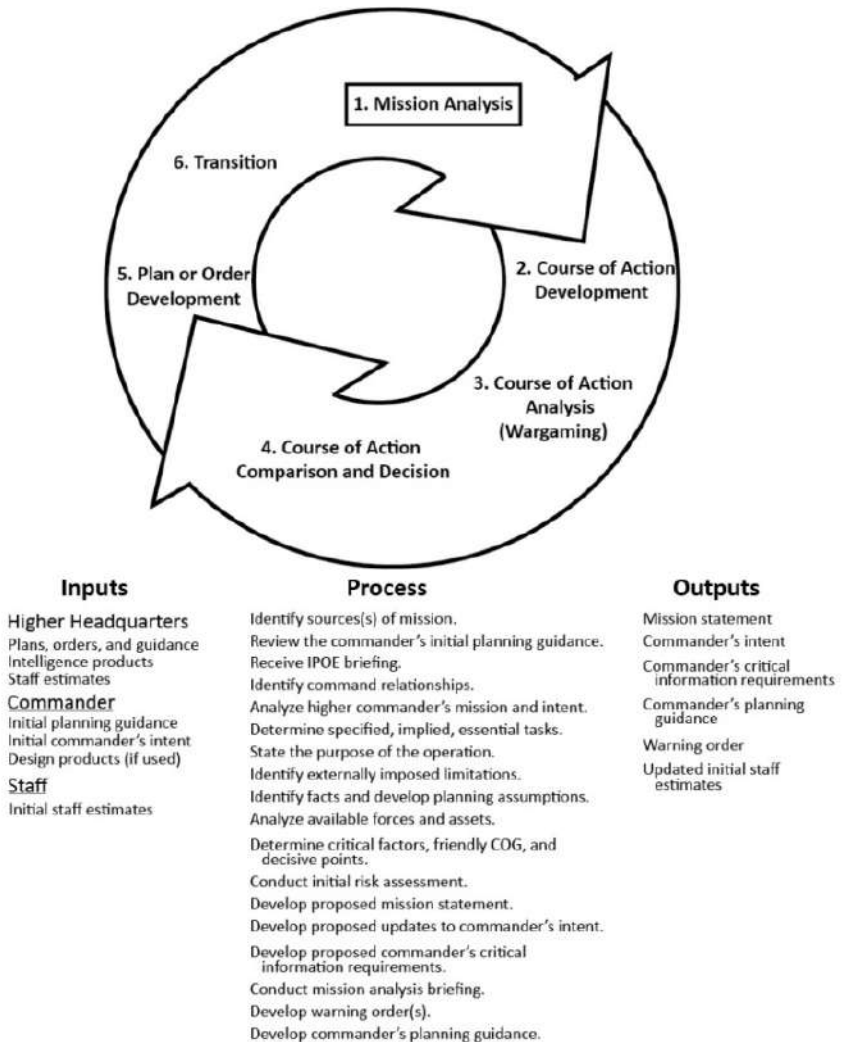 1. Mission Analysis
6. Transition
2. Course of Action
Development
5. Plan or Order
Development
3. Course of Action
Analysis
(Wargaming)
4. Course of Action
Comparison and Decision
Inputs
Higher Headquarters
Plans, orders, and guidance
Intelligence products
Staff estimates
Commander
Initial planning guidance
Initial commander's intent
Design products (if used)
Staff
Initial staff estimates
Process
Identify sources(s) of mission.
Review the commander's initial planning guidance.
Receive IPOE briefing.
Identify command relationships.
Analyze higher commander's mission and intent.
Determine specified, implied, essential tasks.
State the purpose of the operation.
Identify externally imposed limitations.
Identify facts and develop planning assumptions.
Analyze available forces and assets.
Determine critical factors, friendly COG, and
decisive points.
Conduct initial risk assessment.
Develop proposed mission statement.
Develop proposed updates to commander's intent.
Develop proposed commander's critical
information requirements.
Conduct mission analysis briefing.
Develop warning order(s).
Develop commander's planning guidance.
Outputs
Mission statement
Commander's intent
Commander's critical
information requirements
Commander's planning
guidance
Warning order
Updated initial staff
estimates